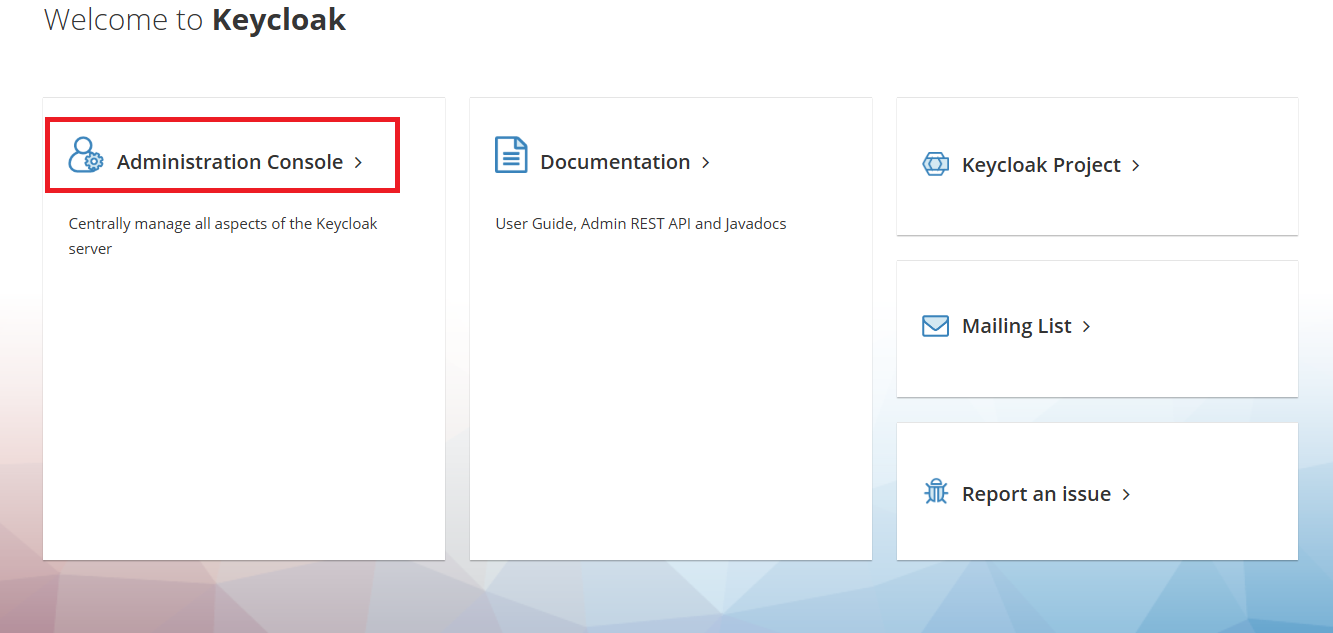 Welcome to Keycloak
Administration Console
Centrally manage all aspects of the Keycloak
server
Documentation
User Guide, Admin REST API and Javadocs
Keycloak Project
Mailing List
Report an issue